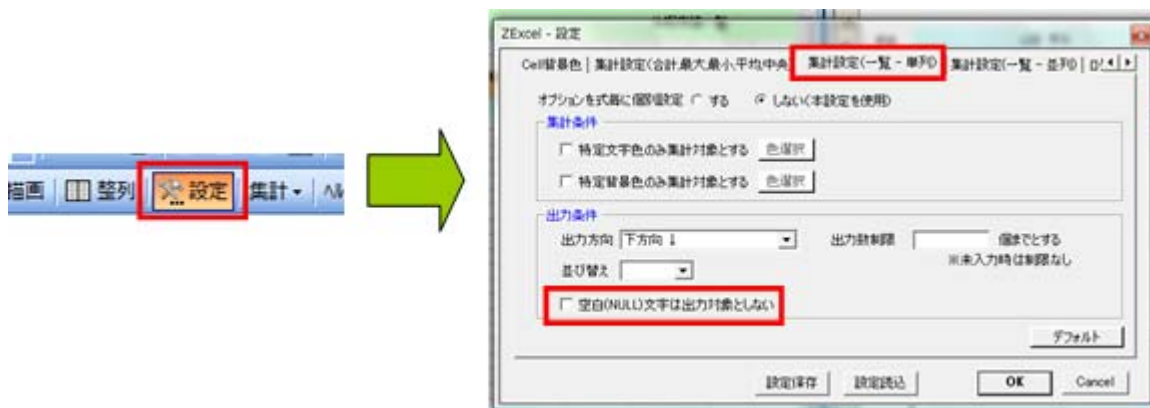 描画 整列 設定 集計 ヘル
ZExcel - 設定
Cell背景色 集計設定(合計,最大,最小,平均,中央 集計設定(一覧 - 単列) 集計設定(一覧 - 並列)
オプションを式毎に個別設定 する しない(本設定を使用)
集計条件
特定文字色のみ集計対象とする 色選択
特定背景色のみ集計対象とする 色選択
出力条件
出力方向 下方向 ↓ 出力数制限 個までとする
※未入力時は制限なし
並び替え
空白(NULL)文字は出力対象としない
デフォルト
設定保存 設定読込 OK Cancel